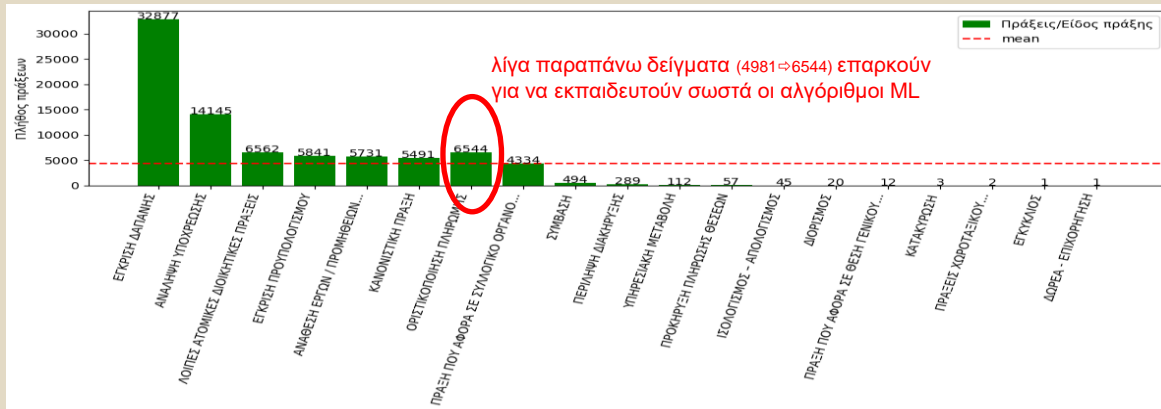 Πράξεις/Είδος πράξης
mean
λίγα παραπάνω δείγματα (4981⇨6544) επαρκούν
για να εκπαιδευτούν σωστά οι αλγόριθμοι ML
Πλήθος πράξεων
30000
25000
20000
15000
10000
5000
0
32877
14145
6562
5841
5731
5491
6544
4334
494
289
112
57
45
20
12
3
2
1
1
ΕΓΚΡΙΣΗ ΔΑΠΑΝΗΣ
ΑΝΑΛΗΨΗ ΥΠΟΧΡΕΩΣΗΣ
ΛΟΙΠΕΣ ΑΤΟΜΙΚΕΣ ΔΙΟΙΚΗΤΙΚΕΣ ΠΡΑΞΕΙΣ
ΕΓΚΡΙΣΗ ΠΡΟΥΠΟΛΟΓΙΣΜΟΥ
ΑΝΑΘΕΣΗ ΕΡΓΩΝ / ΠΡΟΜΗΘΕΙΩΝ...
ΚΑΝΟΝΙΣΤΙΚΗ ΠΡΑΞΗ
ΟΡΙΣΤΙΚΟΠΟΙΗΣΗ ΠΛΗΡΩΜΗΣ
ΠΡΑΞΗ ΠΟΥ ΑΦΟΡΑ ΣΕ ΣΥΛΛΟΓΙΚΟ ΟΡΓΑΝΟ...
ΣΥΜΒΑΣΗ
ΠΕΡΙΛΗΨΗ ΔΙΑΚΗΡΥΞΗΣ
ΥΠΗΡΕΣΙΑΚΗ ΜΕΤΑΒΟΛΗ
ΠΡΟΚΗΡΥΞΗ ΠΛΗΡΩΣΗΣ ΘΕΣΕΩΝ
ΙΣΟΛΟΓΙΣΜΟΣ – ΑΠΟΛΟΓΙΣΜΟΣ
ΔΙΟΡΙΣΜΟΣ
ΠΡΑΞΗ ΠΟΥ ΑΦΟΡΑ ΣΕ ΘΕΣΗ ΓΕΝΙΚΟΥ...
ΚΑΤΑΚΥΡΩΣΗ
ΠΡΑΞΕΙΣ ΧΩΡΟΤΑΞΙΚΟΥ...
ΕΓΚΥΚΛΙΟΣ
ΔΩΡΕΑ - ΕΠΙΧΟΡΗΓΗΣΗ